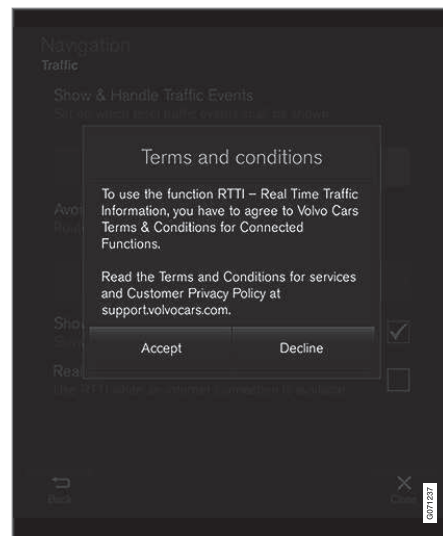 Navigation
Traffic
Show & Handle Traffic Events
Terms and conditions
To use the function RTTI – Real Time Traffic
Information, you have
to agree to Volvo Cars
Terms & Conditions for Connected
Functions.
Read the Terms and Conditions for services
and Customer Privacy Policy at
support.volvocars.com.
Accept
Decline
Back
Close
G071237